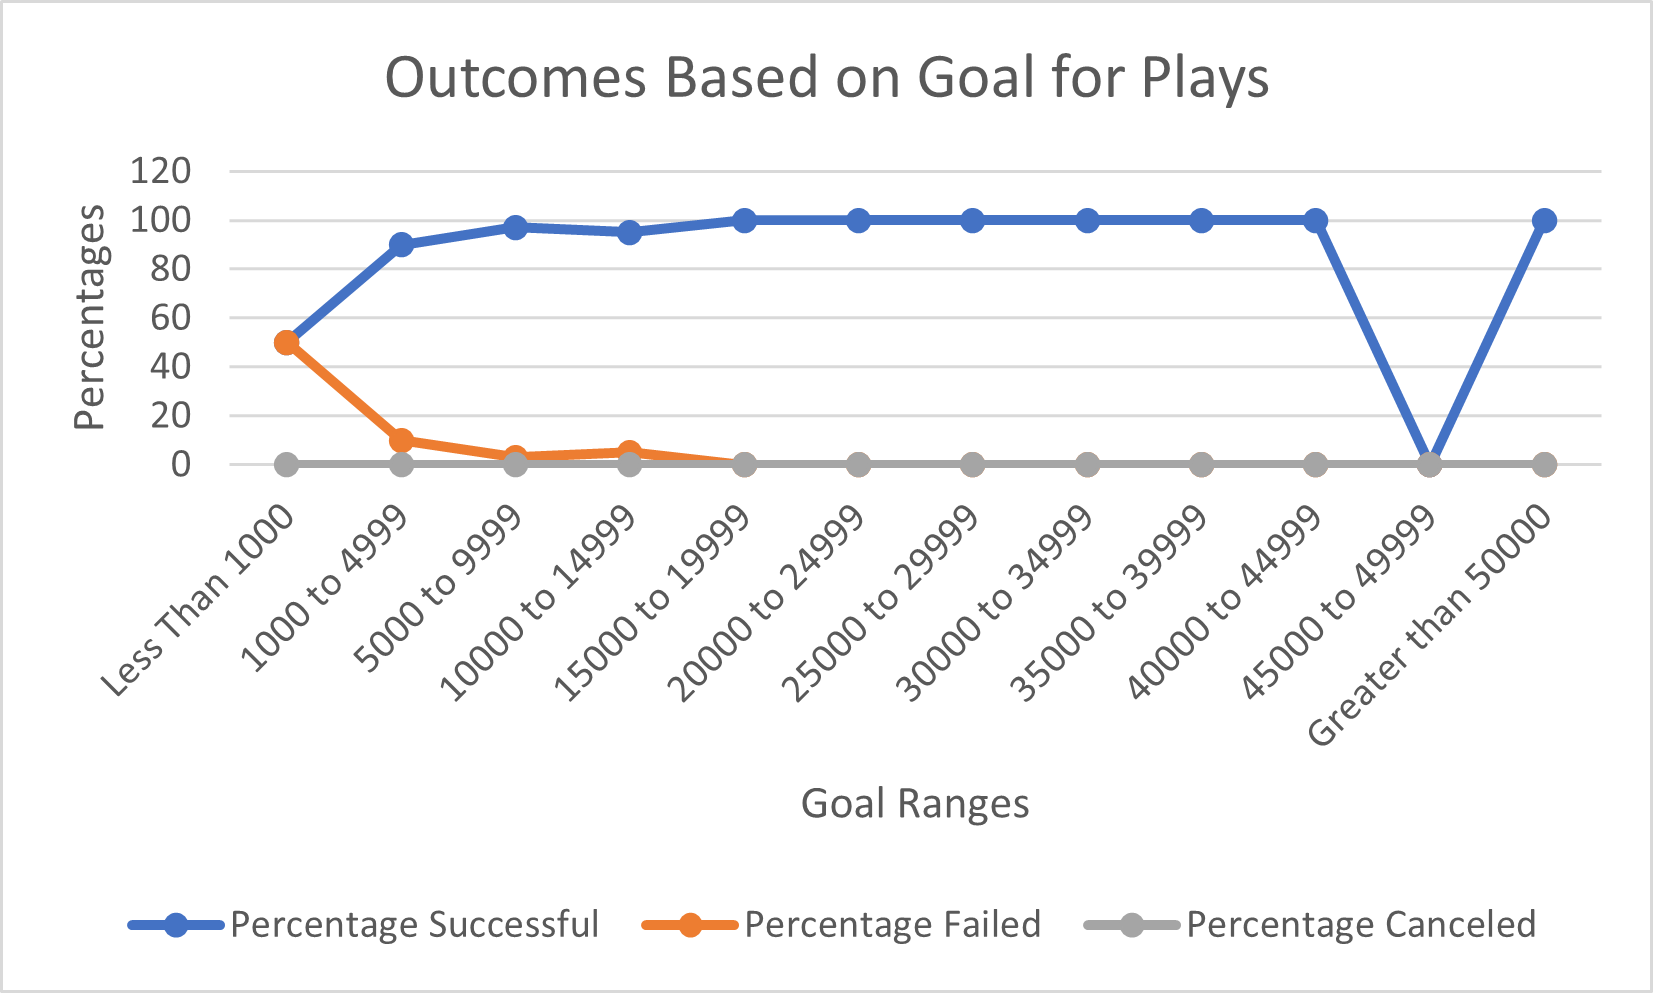 Outcomes Based on Goal for Plays
120
100
80
60
40
20
0
Percentages
Less Than 1000
1000 to 4999
5000 to 9999
10000 to 14999
15000 to 19999
20000 to 24999
25000 to 29999
30000 to 34999
35000 to 39999
40000 to 44999
45000 to 49999
Greater than 50000
Goal Ranges
Percentage Successful
Percentage Failed
Percentage Canceled